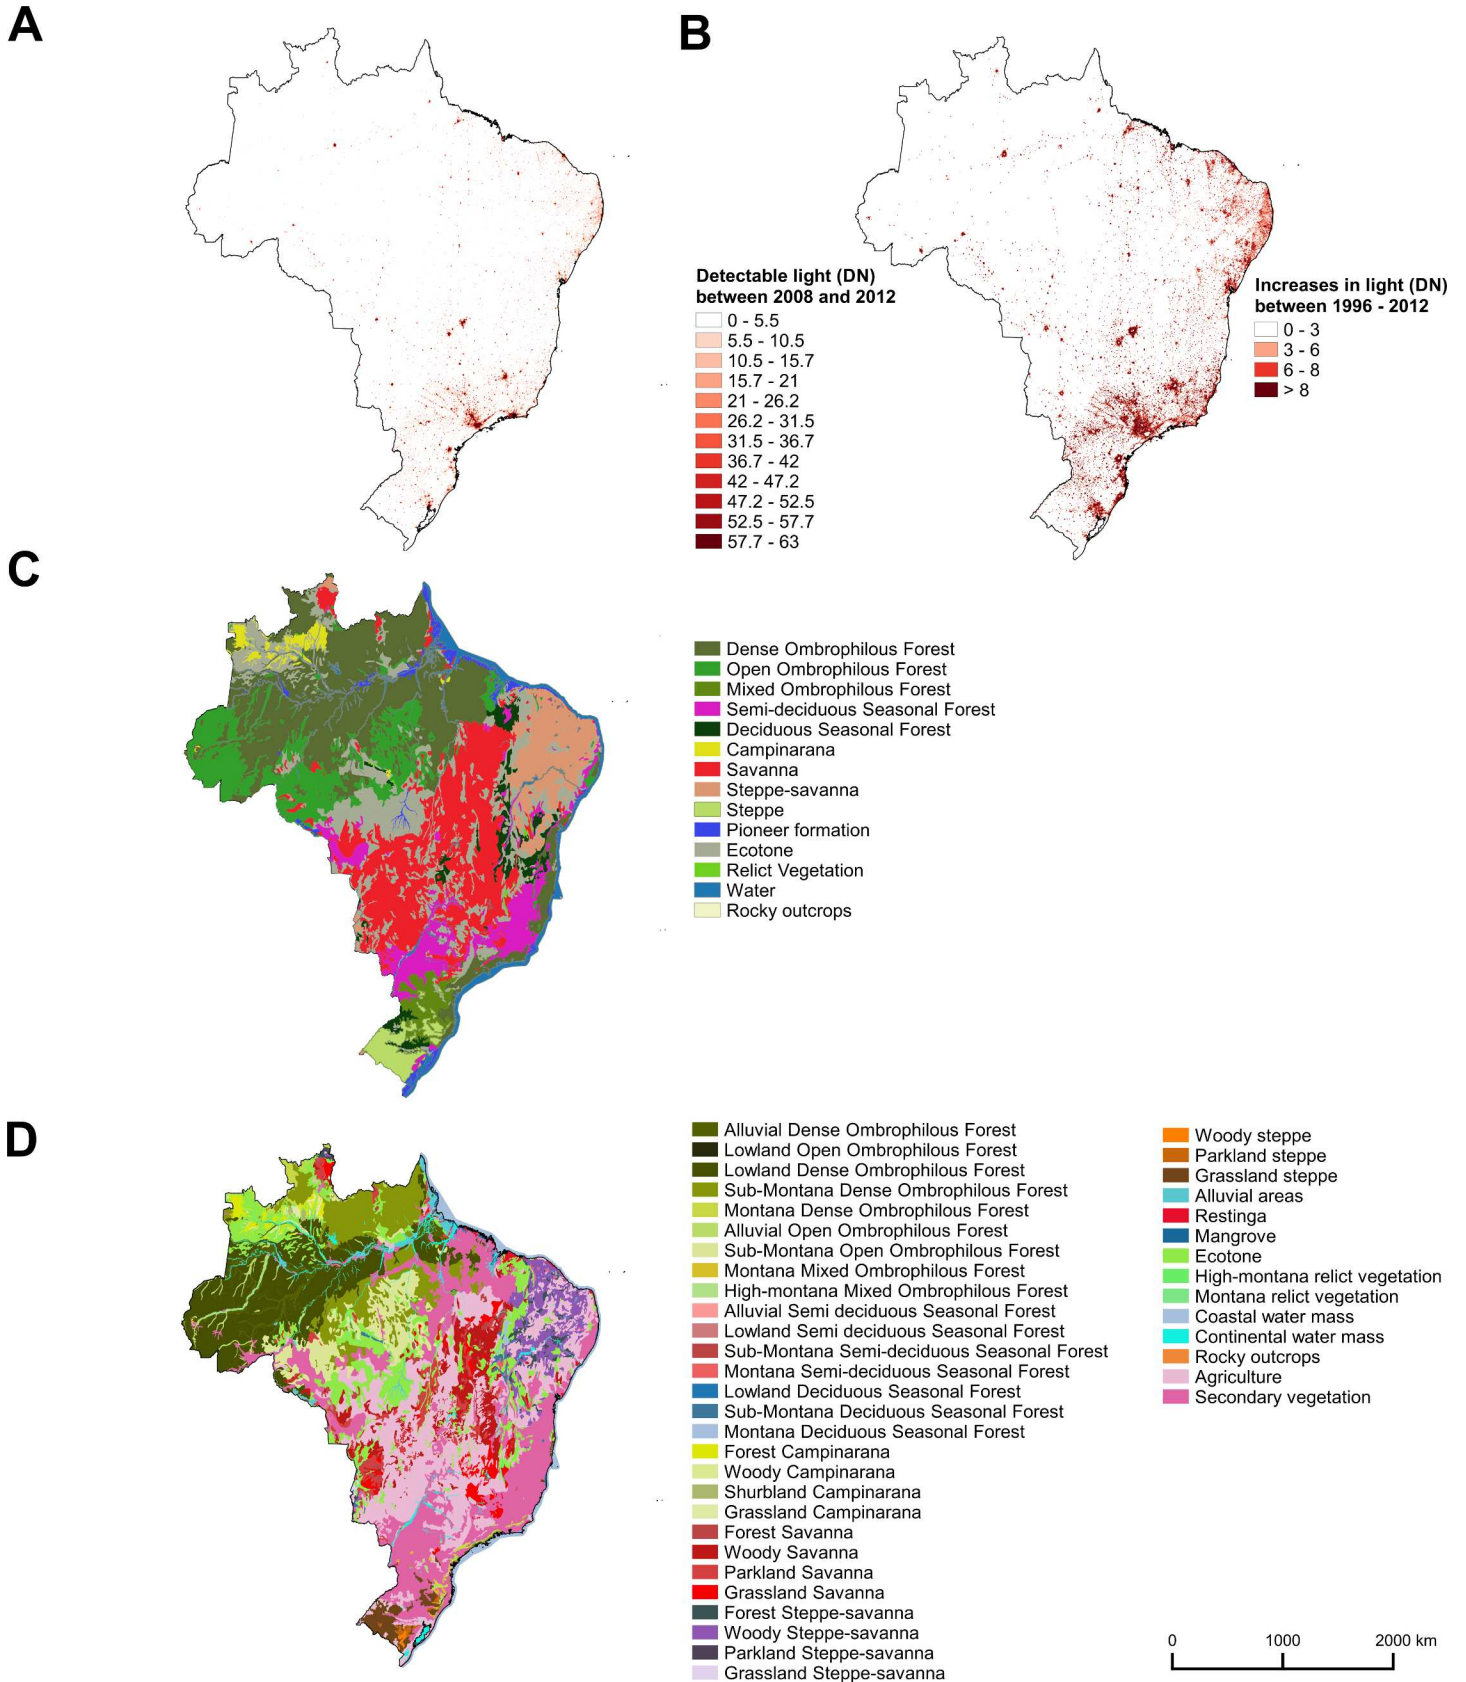 A
B
Detectable light (DN)
between 2008 and 2012
0 - 5.5
5.5 - 10.5
10.5 - 15.7
15.7 - 21
21 - 26.2
26.2 - 31.5
31.5 - 36.7
36.7 - 42
42 - 47.2
47.2 - 52.5
52.5 - 57.7
57.7 - 63
Increases in light (DN)
between 1996 - 2012
0 - 3
3 - 6
6 - 8
> 8
C
Dense Ombrophilous Forest
Open Ombrophilous Forest
Mixed Ombrophilous Forest
Semi-deciduous Seasonal Forest
Deciduous Seasonal Forest
Campinarana
Savanna
Steppe-savanna
Steppe
Pioneer formation
Ecotone
Relict Vegetation
Water
Rocky outcrops
D
Alluvial Dense Ombrophilous Forest
Lowland Open Ombrophilous Forest
Lowland Dense Ombrophilous Forest
Sub-Montana Dense Ombrophilous Forest
Montana Dense Ombrophilous Forest
Alluvial Open Ombrophilous Forest
Sub-Montana Open Ombrophilous Forest
Montana Mixed Ombrophilous Forest
High-montana Mixed Ombrophilous Forest
Alluvial Semi deciduous Seasonal Forest
Lowland Semi deciduous Seasonal Forest
Sub-Montana Semi-deciduous Seasonal Forest
Montana Semi-deciduous Seasonal Forest
Lowland Deciduous Seasonal Forest
Sub-Montana Deciduous Seasonal Forest
Montana Deciduous Seasonal Forest
Forest Campinarana
Woody Campinarana
Shurbland Campinarana
Grassland Campinarana
Forest Savanna
Woody Savanna
Parkland Savanna
Grassland Savanna
Forest Steppe-savanna
Woody Steppe-savanna
Parkland Steppe-savanna
Grassland Steppe-savanna
Woody steppe
Parkland steppe
Grassland steppe
Alluvial areas
Restinga
Mangrove
Ecotone
High-montana relict vegetation
Montana relict vegetation
Coastal water mass
Continental water mass
Rocky outcrops
Agriculture
Secondary vegetation
0 1000 2000 km